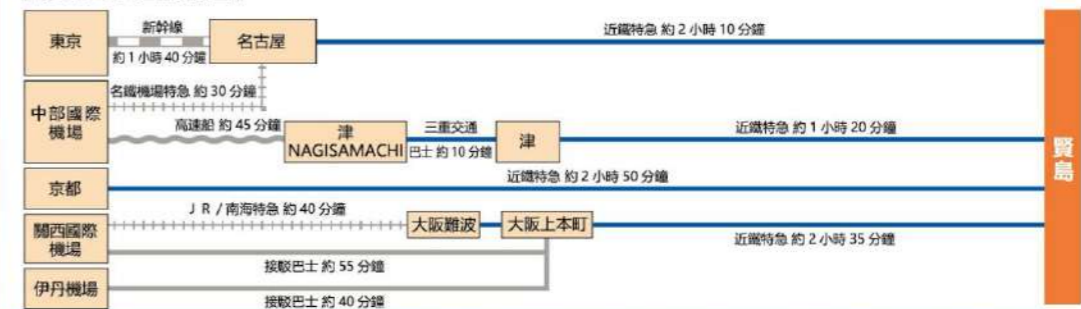 東京
新幹線
約 1 小時 40 分鐘
名古屋
近鐵特急 約 2 小時 10 分鐘
中部國際
機場
名鐵機場特急 約 30 分鐘
高速船 約 45 分鐘
津
NAGISAMACHI
三重交通
巴士 約 10 分鐘
津
近鐵特急 約 1 小時 20 分鐘
京都
近鐵特急 約 2 小時 50 分鐘
關西國際
機場
ＪＲ/南海特急 約 40 分鐘
大阪難波
大阪上本町
近鐵特急 約 2 小時 35 分鐘
接駁巴士 約 55 分鐘
伊丹機場
接駁巴士 約 40 分鐘
賢島